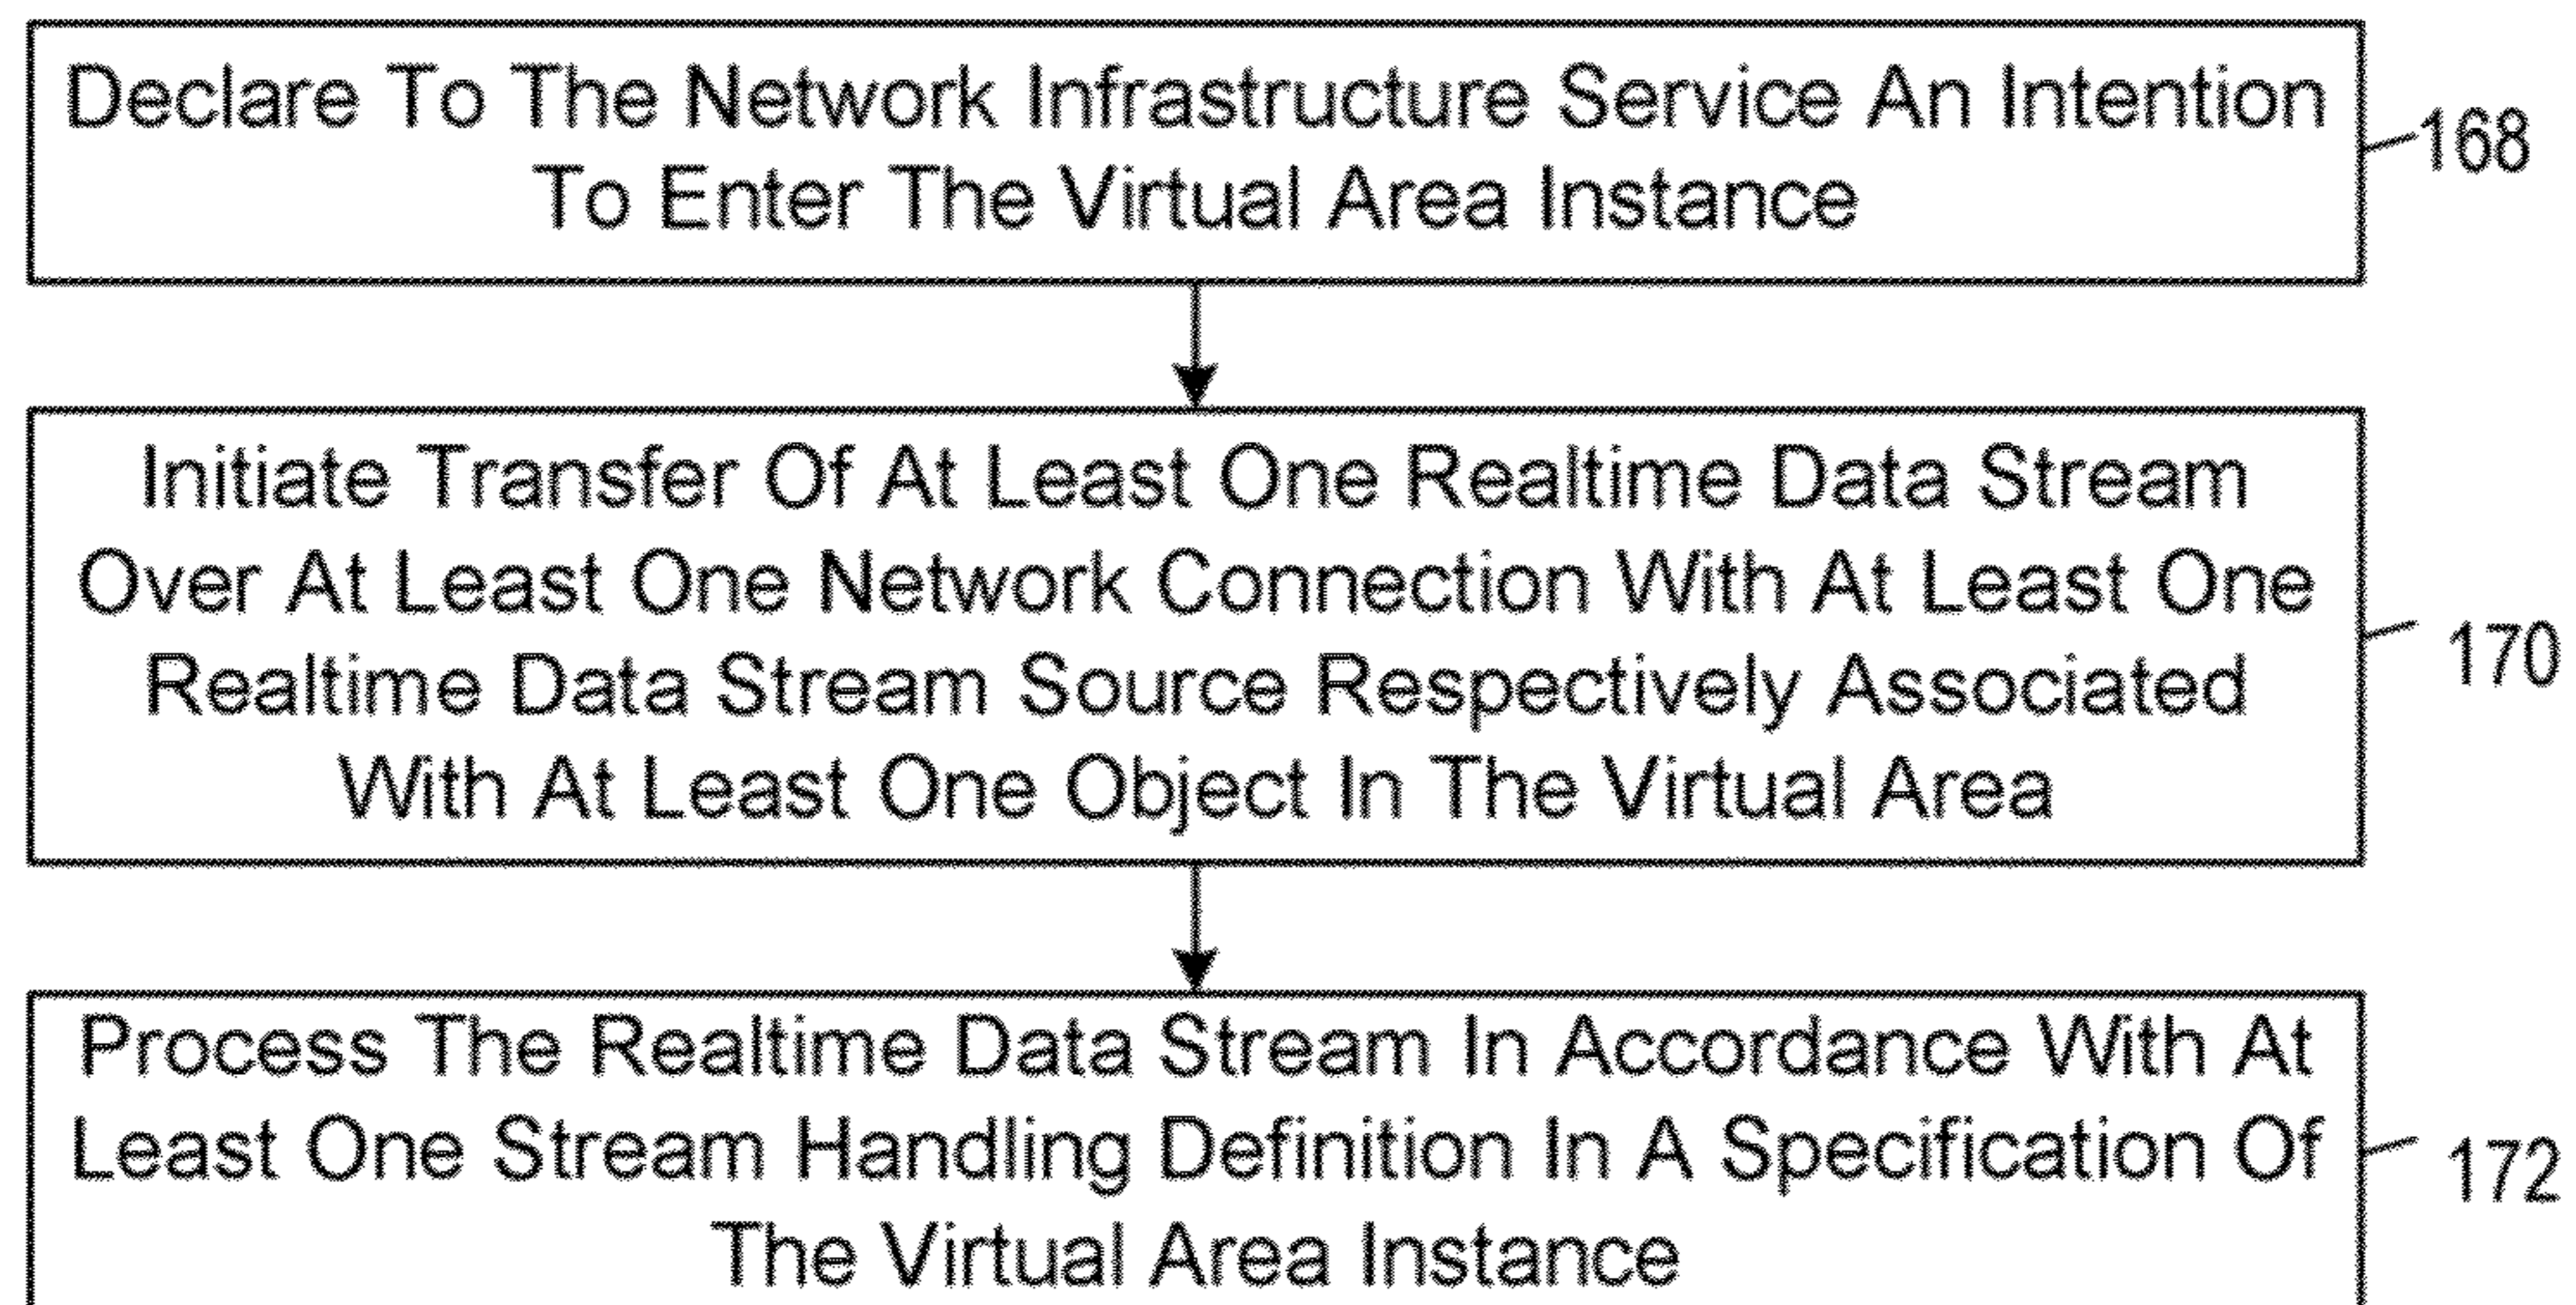 Declare To The Network Infrastructure Service An Intention
To Enter The Virtual Area Instance
168
Initiate Transfer Of At Least One Realtime Data Stream
Over At Least One Network Connection With At Least One
Realtime Data Stream Source Respectively Associated
With At Least One Object In The Virtual Area
170
Process The Realtime Data Stream In Accordance With At
Least One Stream Handling Definition In A Specification Of
The Virtual Area Instance
172